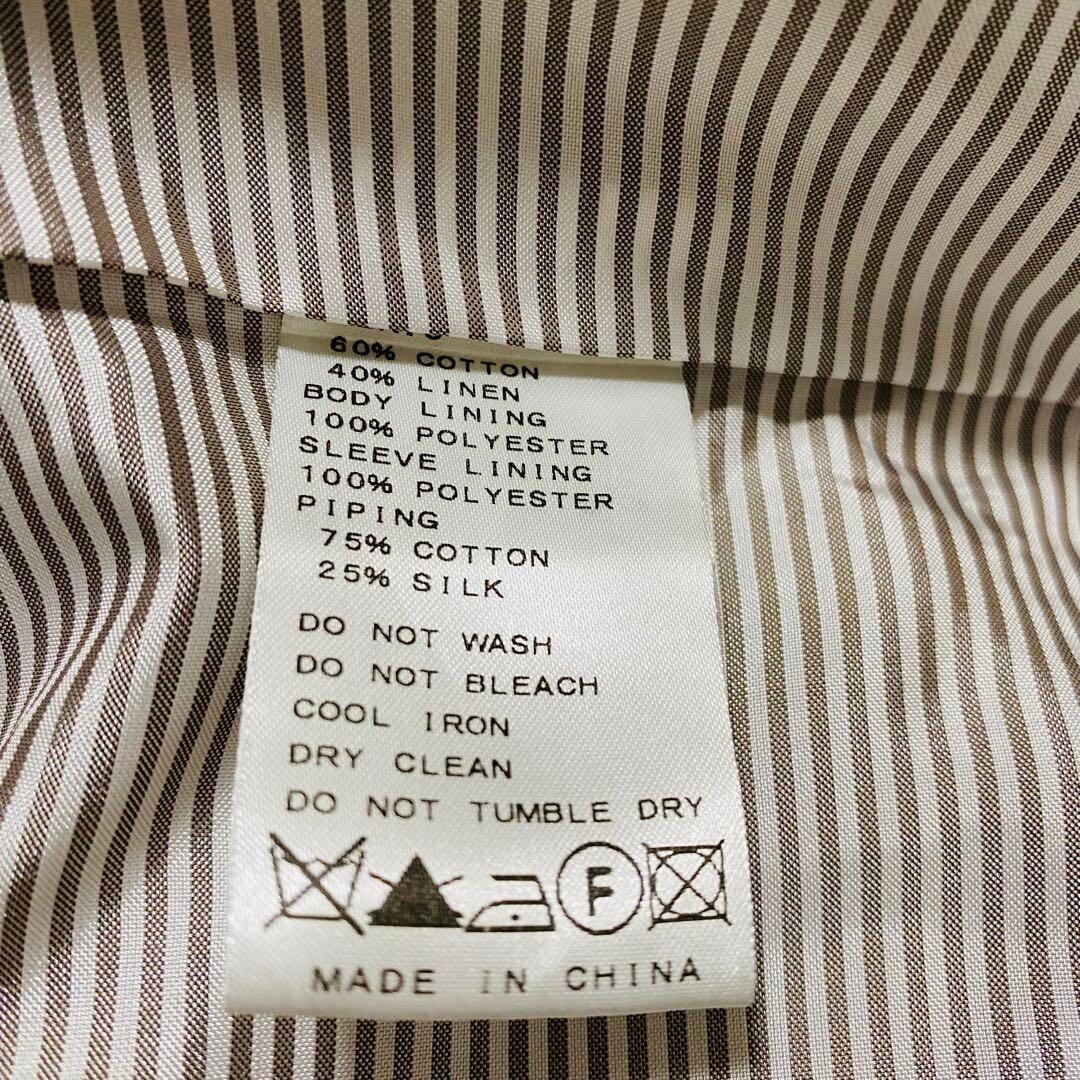 60% COTTON
40% LINEN
BODY LINING
100% POLYESTER
SLEEVE LINING
100% POLYESTER
PIPING
75% COTTON
25% SILK
DO NOT WASH
DO NOT BLEACH
COOL IRON
DRY CLEAN
DO NOT TUMBLE DRY
F
MADE IN CHINA